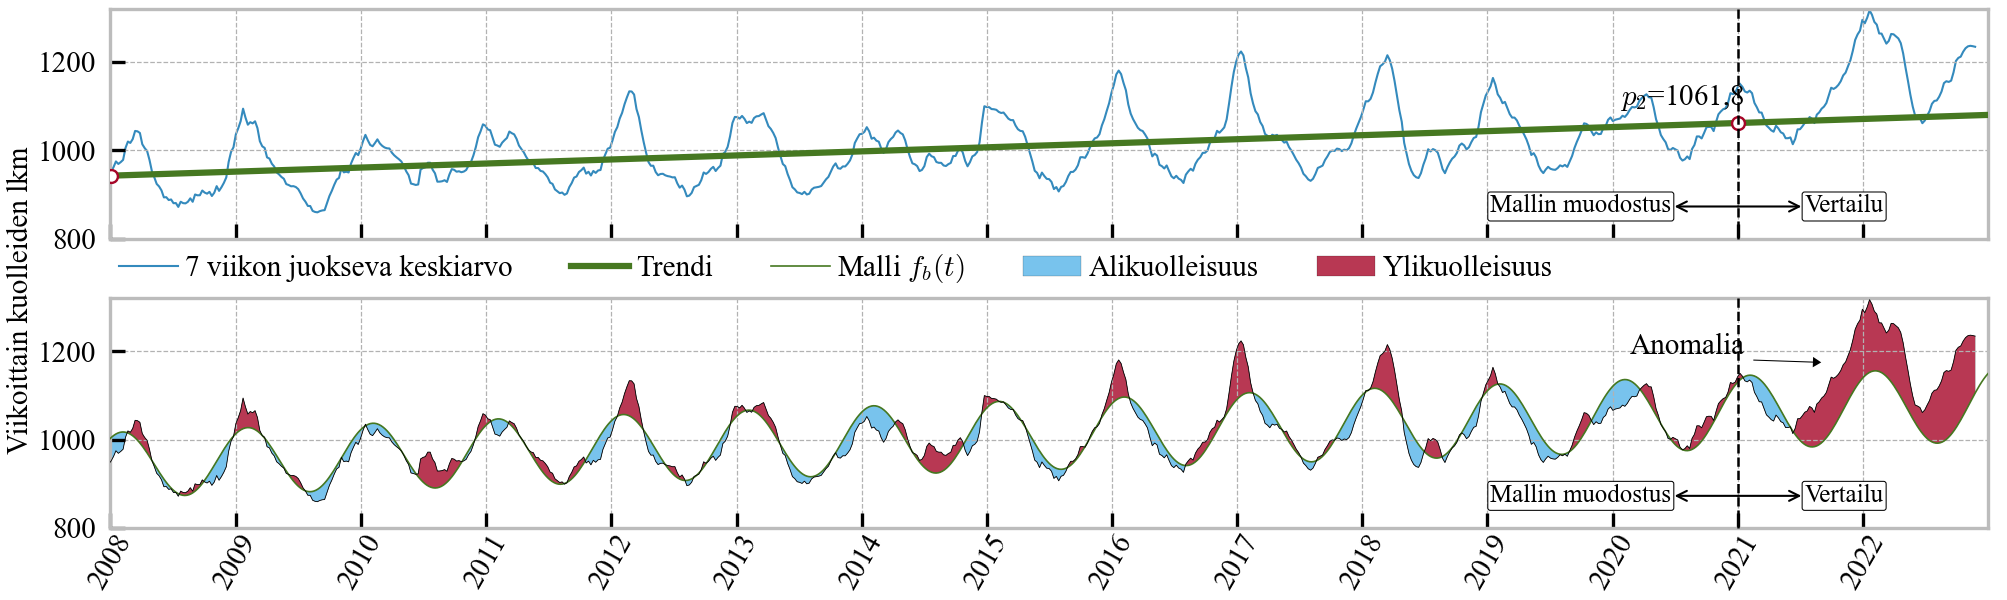 Viikoittain kuolleiden lkm
1200
1000
800
p₂=1061,8
Mallin muodostus
Vertailu
7 viikon juokseva keskiarvo
Trendi
Malli f_b(t)
Alikuolleisuus
Ylikuolleisuus
1200
1000
800
Anomalia
Mallin muodostus
Vertailu
2008
2009
2010
2011
2012
2013
2014
2015
2016
2017
2018
2019
2020
2021
2022